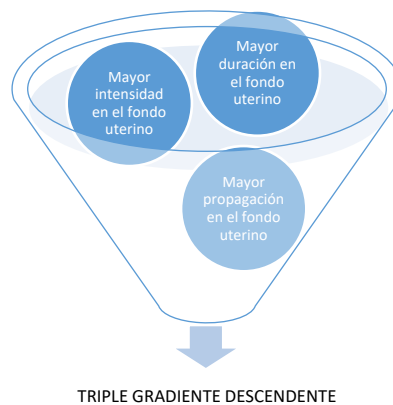 Mayor
duración en
el fondo
uterino
Mayor
intensidad
en el fondo
uterino
Mayor
propagación
en el fondo
uterino
TRIPLE GRADIENTE DESCENDENTE